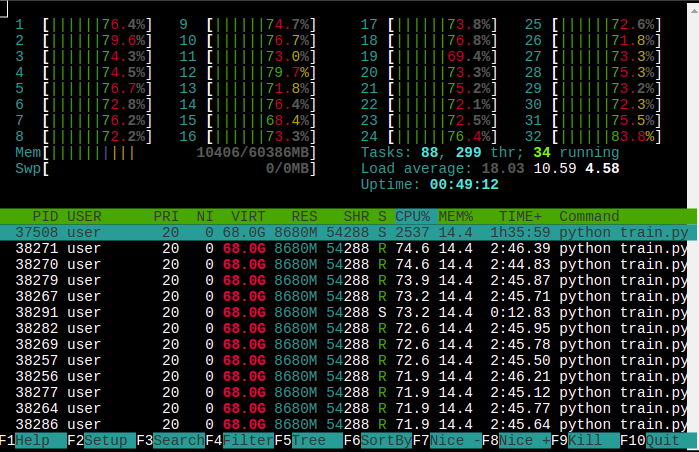 1 [||||||76.4%] 9 [||||||74.7%] 17 [||||||73.8%] 25 [||||||72.6%]
2 [||||||79.6%] 10 [||||||76.7%] 18 [||||||76.8%] 26 [||||||71.8%]
3 [||||||74.3%] 11 [||||||73.0%] 19 [||||||69.4%] 27 [||||||73.3%]
4 [||||||74.5%] 12 [||||||79.7%] 20 [||||||73.3%] 28 [||||||75.3%]
5 [||||||76.7%] 13 [||||||71.8%] 21 [||||||75.2%] 29 [||||||73.2%]
6 [||||||72.8%] 14 [||||||76.4%] 22 [||||||72.1%] 30 [||||||72.3%]
7 [||||||76.2%] 15 [||||||68.4%] 23 [||||||72.5%] 31 [||||||75.5%]
8 [||||||72.2%] 16 [||||||73.3%] 24 [||||||76.4%] 32 [||||||83.8%]
Mem[|||||||||| 10406/60386MB] Tasks: 88, 299 thr; 34 running
Swp[ 0/0MB] Load average: 18.03 10.59 4.58
Uptime: 00:49:12
PID USER PRI NI VIRT RES SHR S CPU% MEM% TIME+ Command
37508 user 20 0 68.0G 8680M 54288 S 2537 14.4 1h35:59 python train.py
38271 user 20 0 68.0G 8680M 54288 R 74.6 14.4 2:46.39 python train.py
38270 user 20 0 68.0G 8680M 54288 R 74.6 14.4 2:44.83 python train.py
38279 user 20 0 68.0G 8680M 54288 R 73.9 14.4 2:45.87 python train.py
38267 user 20 0 68.0G 8680M 54288 R 73.2 14.4 2:45.71 python train.py
38291 user 20 0 68.0G 8680M 54288 S 73.2 14.4 0:12.83 python train.py
38282 user 20 0 68.0G 8680M 54288 R 72.6 14.4 2:45.95 python train.py
38269 user 20 0 68.0G 8680M 54288 R 72.6 14.4 2:45.78 python train.py
38257 user 20 0 68.0G 8680M 54288 R 72.6 14.4 2:45.50 python train.py
38256 user 20 0 68.0G 8680M 54288 R 71.9 14.4 2:46.21 python train.py
38277 user 20 0 68.0G 8680M 54288 R 71.9 14.4 2:45.12 python train.py
38264 user 20 0 68.0G 8680M 54288 R 71.9 14.4 2:45.77 python train.py
38286 user 20 0 68.0G 8680M 54288 R 71.9 14.4 2:45.64 python train.py
F1Help F2Setup F3SearchF4FilterF5Tree F6SortByF7Nice -F8Nice +F9Kill F10Quit